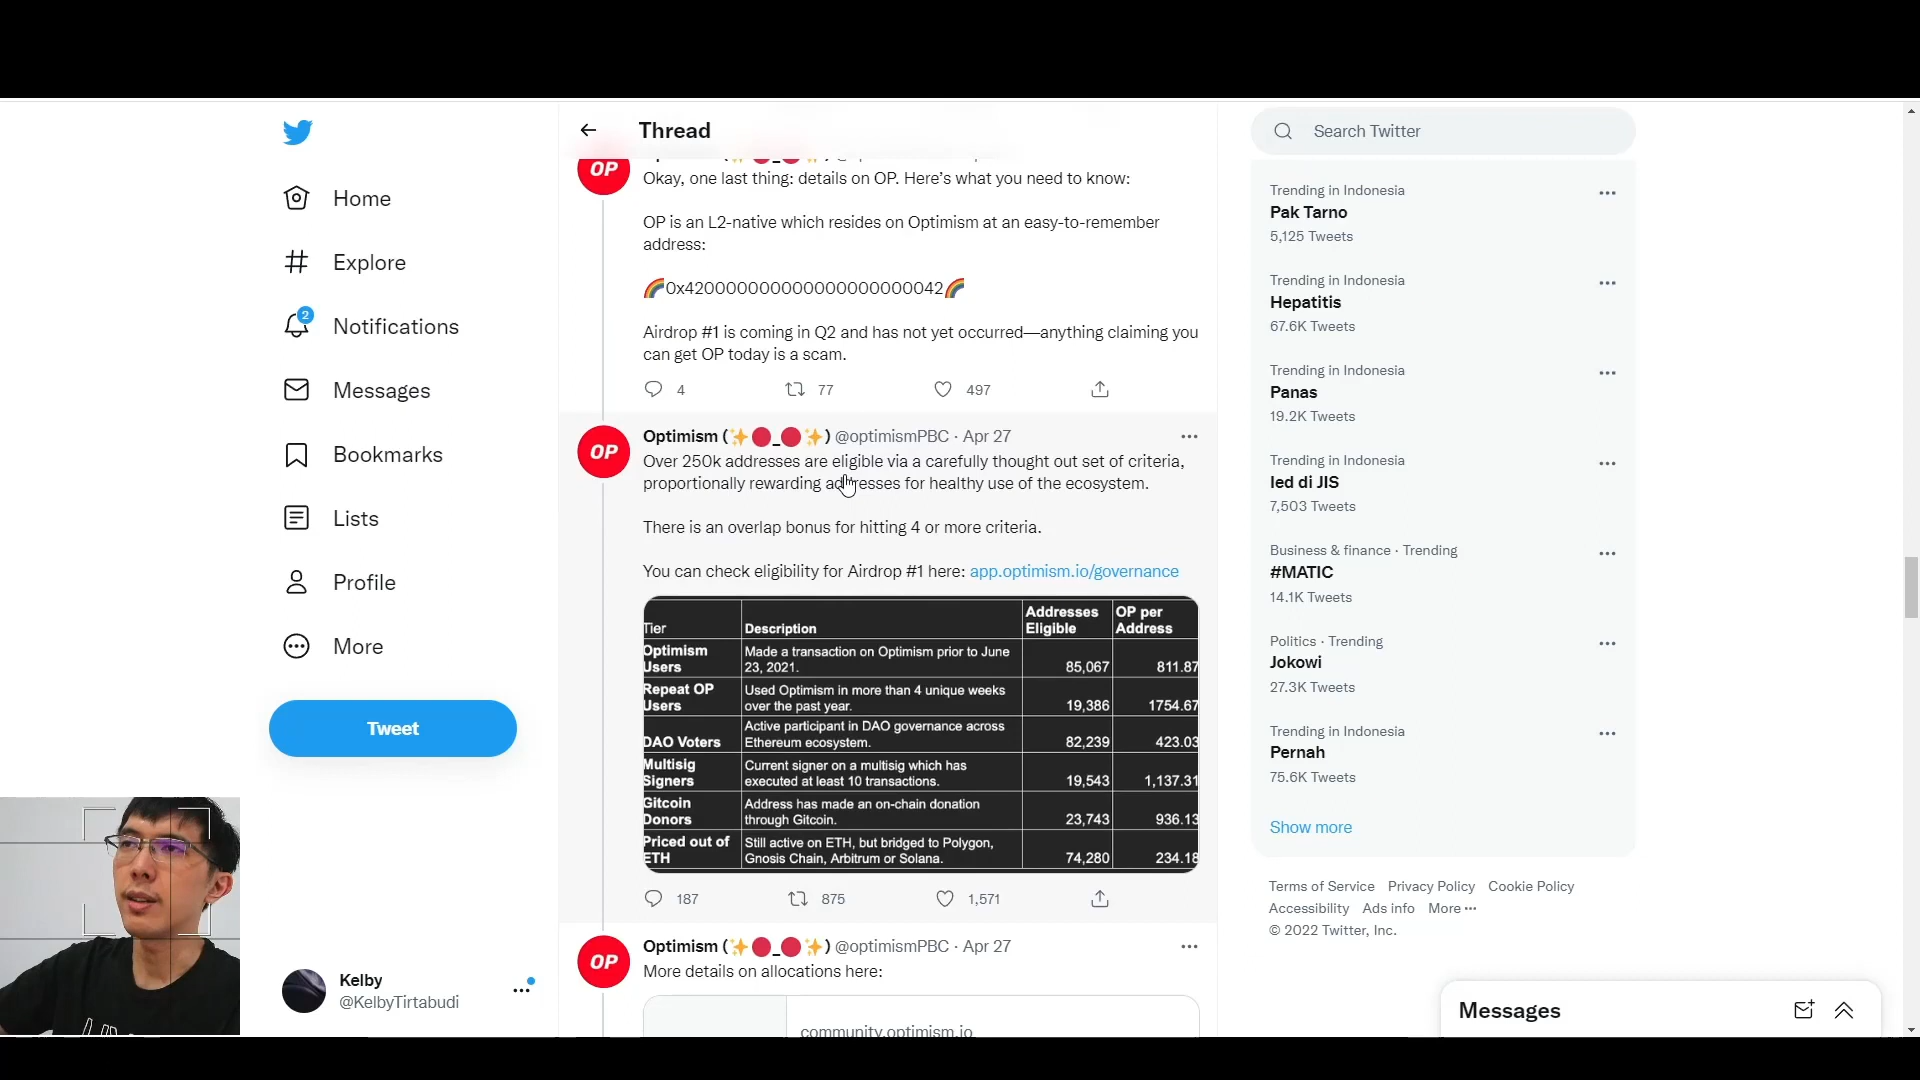 Home
Explore
2
Notifications
Messages
Bookmarks
Lists
Profile
More
Tweet
Kelby
@KelbyTirtabudi
Thread
OP
Okay, one last thing: details on OP. Here's what you need to know:
OP is an L2-native which resides on Optimism at an easy-to-remember
address:
🌈0x4200000000000000000000042🌈
Airdrop #1 is coming in Q2 and has not yet occurred—anything claiming you
can get OP today is a scam.
4 77 497
OP
Optimism (✨🔴_🔴✨) @optimismPBC · Apr 27
Over 250k addresses are eligible via a carefully thought out set of criteria,
proportionally rewarding addresses for healthy use of the ecosystem.
There is an overlap bonus for hitting 4 or more criteria.
You can check eligibility for Airdrop #1 here: app.optimism.io/governance
Tier Description Addresses Eligible OP per Address
Optimism Users Made a transaction on Optimism prior to June 23, 2021. 85,067 811.87
Repeat OP Users Used Optimism in more than 4 unique weeks over the past year. 19,386 1754.67
DAO Voters Active participant in DAO governance across Ethereum ecosystem. 82,239 423.03
Multisig Signers Current signer on a multisig which has executed at least 10 transactions. 19,543 1,137.31
Gitcoin Donors Address has made an on-chain donation through Gitcoin. 23,743 936.13
Priced out of ETH Still active on ETH, but bridged to Polygon, Gnosis Chain, Arbitrum or Solana. 74,280 234.18
187 875 1,571
OP
Optimism (✨🔴_🔴✨) @optimismPBC · Apr 27
More details on allocations here:
community.optimism.io
Search Twitter
Trending in Indonesia
Pak Tarno
5,125 Tweets
Trending in Indonesia
Hepatitis
67.6K Tweets
Trending in Indonesia
Panas
19.2K Tweets
Trending in Indonesia
led di JIS
7,503 Tweets
Business & finance · Trending
#MATIC
14.1K Tweets
Politics · Trending
Jokowi
27.3K Tweets
Trending in Indonesia
Pernah
75.6K Tweets
Show more
Terms of Service Privacy Policy Cookie Policy
Accessibility Ads info More ···
© 2022 Twitter, Inc.
Messages